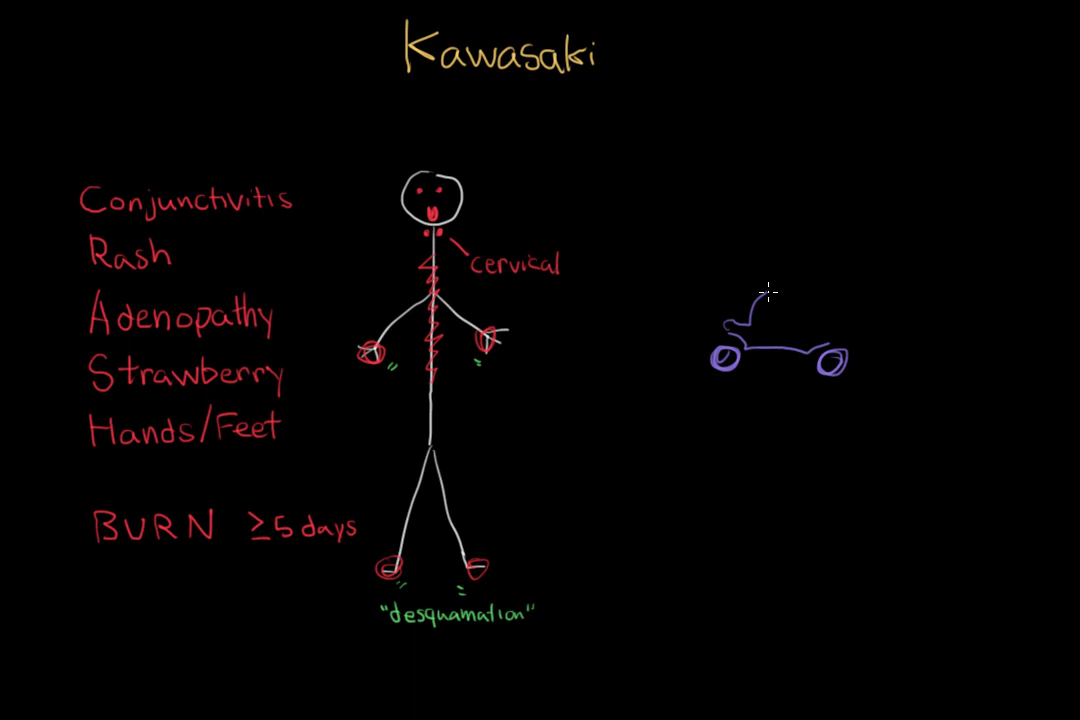 Kawasaki
Conjunctivitis
Rash
cervical
Adenopathy
Strawberry
Hands/Feet
BURN ≥5 days
"desquamation"